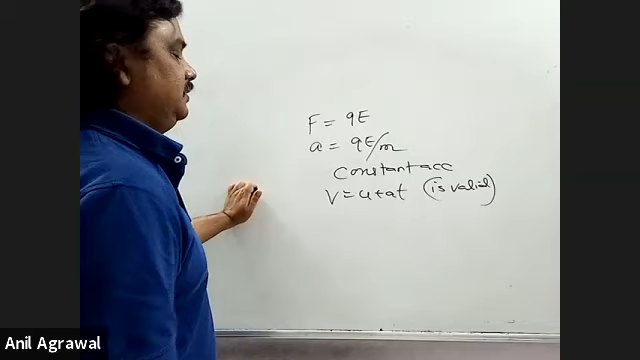 F = qE
a = qE/m
constant acc
v = u + at (is valid)
Anil Agrawal